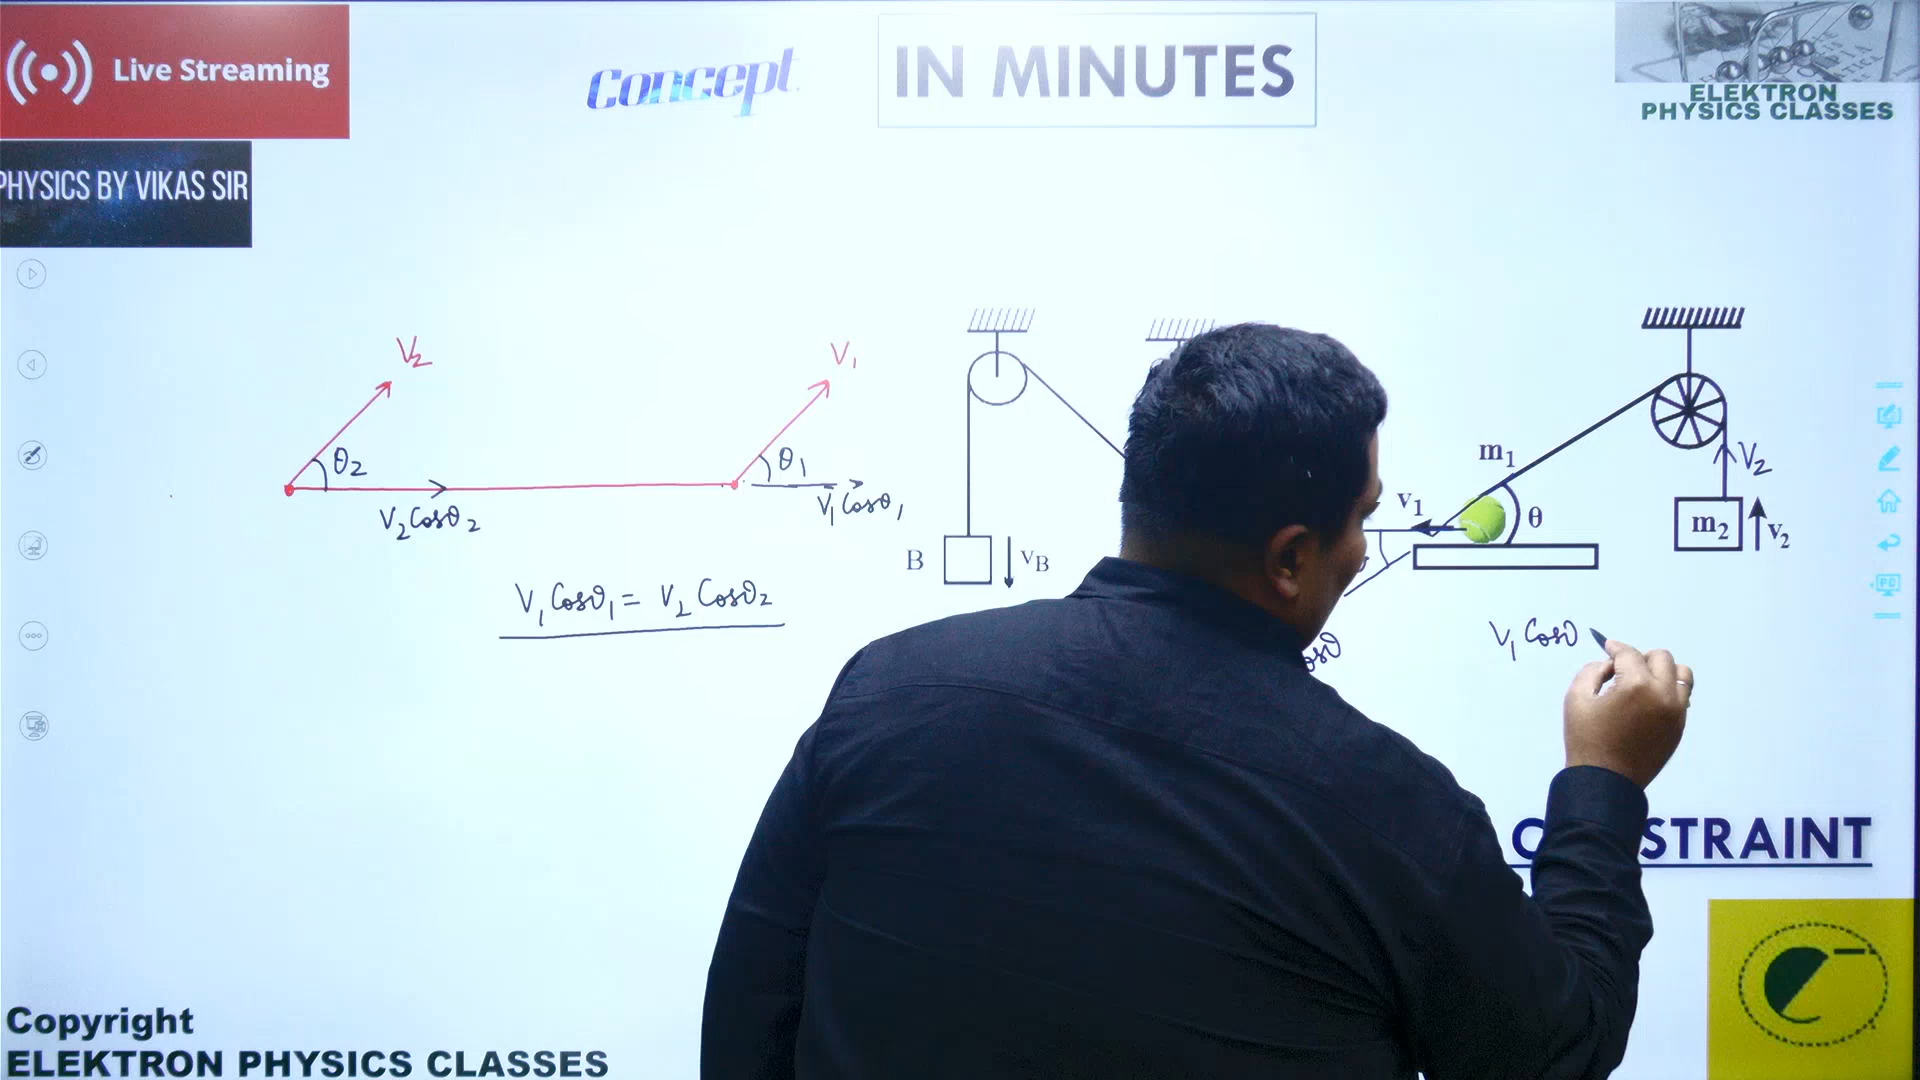 Live Streaming
Concept
IN MINUTES
ELEKTRON
PHYSICS CLASSES
PHYSICS BY VIKAS SIR
V2
V1
θ2
θ1
V2 Cosθ2
V1 Cosθ1
V1 Cosθ1 = V2 Cosθ2
B
vB
m1
v1
θ
V2
m2
v2
osθ
V1 Cosθ
STRAINT
Copyright
ELEKTRON PHYSICS CLASSES